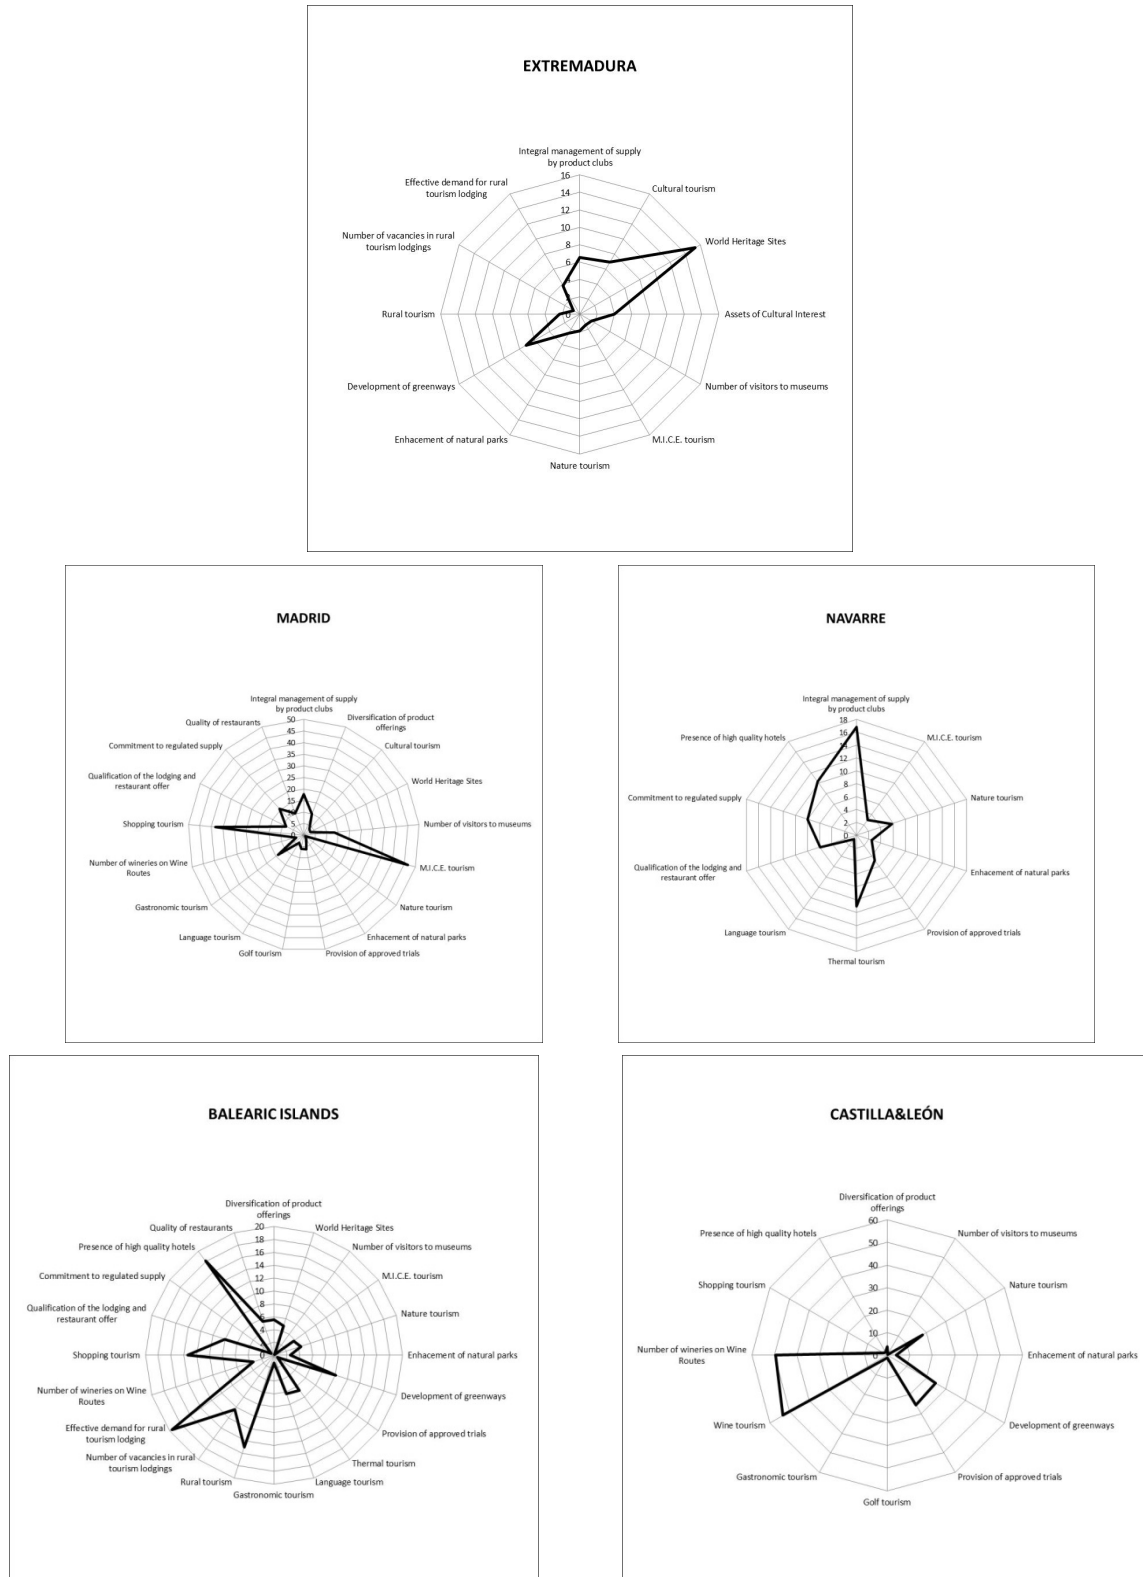 EXTREMADURA
Integral management of supply
by product clubs
Effective demand for rural
tourism lodging
Cultural tourism
Number of vacancies in rural
tourism lodgings
World Heritage Sites
Rural tourism
Assets of Cultural Interest
Development of greenways
Number of visitors to museums
Enhacement of natural parks
M.I.C.E. tourism
Nature tourism
16
14
12
10
8
6
4
2
0
MADRID
Integral management of supply
by product clubs
Quality of restaurants
Diversification of product
offerings
Commitment to regulated supply
Cultural tourism
Qualification of the lodging and
restaurant offer
World Heritage Sites
Shopping tourism
Number of visitors to museums
Number of wineries on Wine
Routes
M.I.C.E. tourism
Gastronomic tourism
Nature tourism
Language tourism
Enhacement of natural parks
Golf tourism
Provision of approved trials
50
45
40
35
30
25
20
15
10
5
0
NAVARRE
Integral management of supply
by product clubs
Presence of high quality hotels
M.I.C.E. tourism
Commitment to regulated supply
Nature tourism
Qualification of the lodging and
restaurant offer
Enhacement of natural parks
Language tourism
Provision of approved trials
Thermal tourism
18
16
14
12
10
8
6
4
2
0
BALEARIC ISLANDS
Diversification of product
offerings
Quality of restaurants
World Heritage Sites
Presence of high quality hotels
Number of visitors to museums
Commitment to regulated supply
M.I.C.E. tourism
Qualification of the lodging and
restaurant offer
Nature tourism
Shopping tourism
Enhacement of natural parks
Number of wineries on Wine
Routes
Development of greenways
Effective demand for rural
tourism lodging
Provision of approved trials
Number of vacancies in rural
tourism lodgings
Thermal tourism
Rural tourism
Language tourism
Gastronomic tourism
20
18
16
14
12
10
8
6
4
0
CASTILLA&LEÓN
Diversification of product
offerings
Presence of high quality hotels
Number of visitors to museums
Shopping tourism
Nature tourism
Number of wineries on Wine
Routes
Enhacement of natural parks
Wine tourism
Development of greenways
Gastronomic tourism
Provision of approved trials
Golf tourism
60
50
40
30
20
10
0